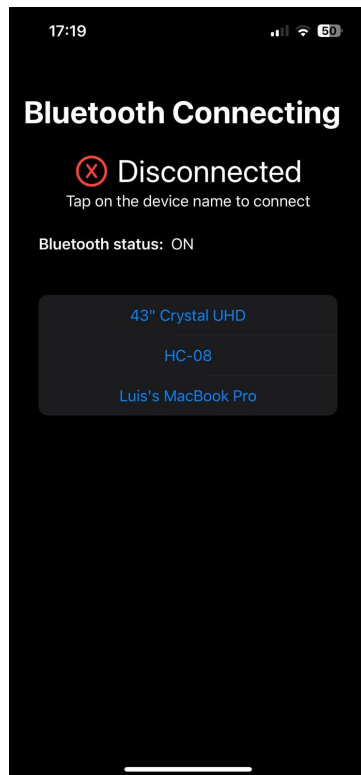 17:19
50
Bluetooth Connecting
X Disconnected
Tap on the device name to connect
Bluetooth status: ON
43" Crystal UHD
HC-08
Luis's MacBook Pro